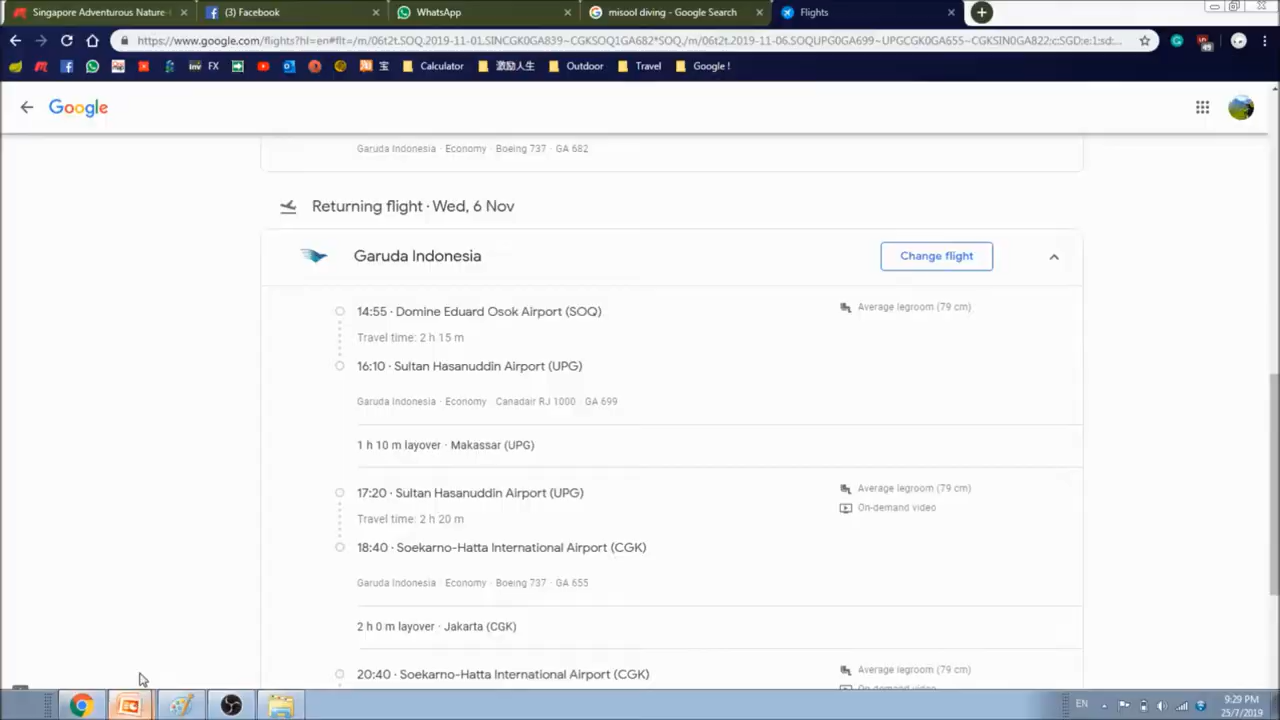 Singapore Adventurous Nature
(3) Facebook
WhatsApp
misool diving - Google Search
Flights
https://www.google.com/flights?hl=en#flt=/m/06t2t.SOQ.2019-11-01.SINCGK0GA839~CGKSOQ1GA682*SOQ./m/06t2t.2019-11-06.SOQUPG0GA699~UPGCGK0GA655~CGKSIN0GA822;c:SGD;e:1;sd:...
inv FX
宝
Calculator
激励人生
Outdoor
Travel
Google !
Google
Garuda Indonesia · Economy · Boeing 737 · GA 682
Returning flight · Wed, 6 Nov
Garuda Indonesia
Change flight
14:55 · Domine Eduard Osok Airport (SOQ)
Average legroom (79 cm)
Travel time: 2 h 15 m
16:10 · Sultan Hasanuddin Airport (UPG)
Garuda Indonesia · Economy · Canadair RJ 1000 · GA 699
1 h 10 m layover · Makassar (UPG)
17:20 · Sultan Hasanuddin Airport (UPG)
Average legroom (79 cm)
On-demand video
Travel time: 2 h 20 m
18:40 · Soekarno-Hatta International Airport (CGK)
Garuda Indonesia · Economy · Boeing 737 · GA 655
2 h 0 m layover · Jakarta (CGK)
20:40 · Soekarno-Hatta International Airport (CGK)
Average legroom (79 cm)
On-demand video
EN
9:29 PM
25/7/2019